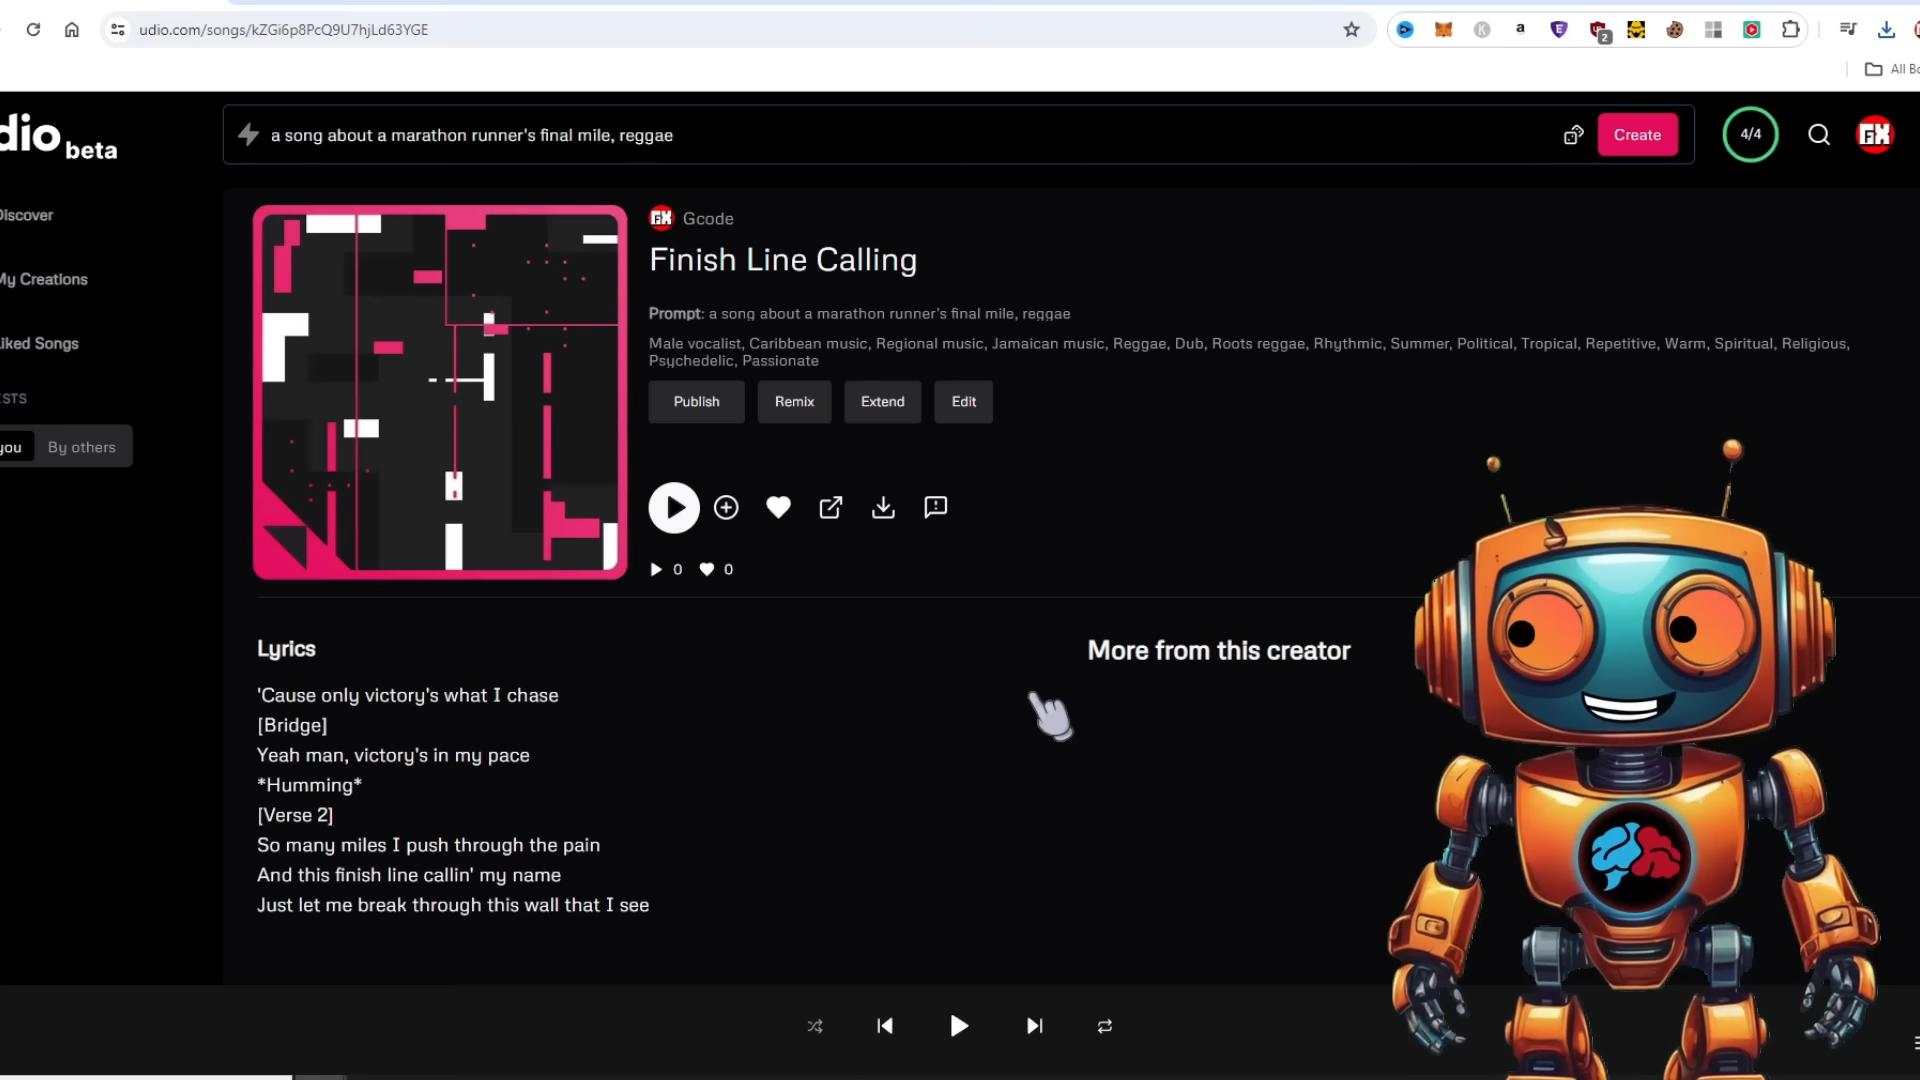 udio.com/songs/kZGi6p8PcQ9U7hjLd63YGE
a
E
2
All Bo
dio beta
a song about a marathon runner's final mile, reggae
Create
4/4
FX
Discover
My Creations
Liked Songs
STS
you
By others
FX Gcode
Finish Line Calling
Prompt: a song about a marathon runner's final mile, reggae
Male vocalist, Caribbean music, Regional music, Jamaican music, Reggae, Dub, Roots reggae, Rhythmic, Summer, Political, Tropical, Repetitive, Warm, Spiritual, Religious,
Psychedelic, Passionate
Publish
Remix
Extend
Edit
0
0
Lyrics
More from this creator
'Cause only victory's what I chase
[Bridge]
Yeah man, victory's in my pace
*Humming*
[Verse 2]
So many miles I push through the pain
And this finish line callin' my name
Just let me break through this wall that I see